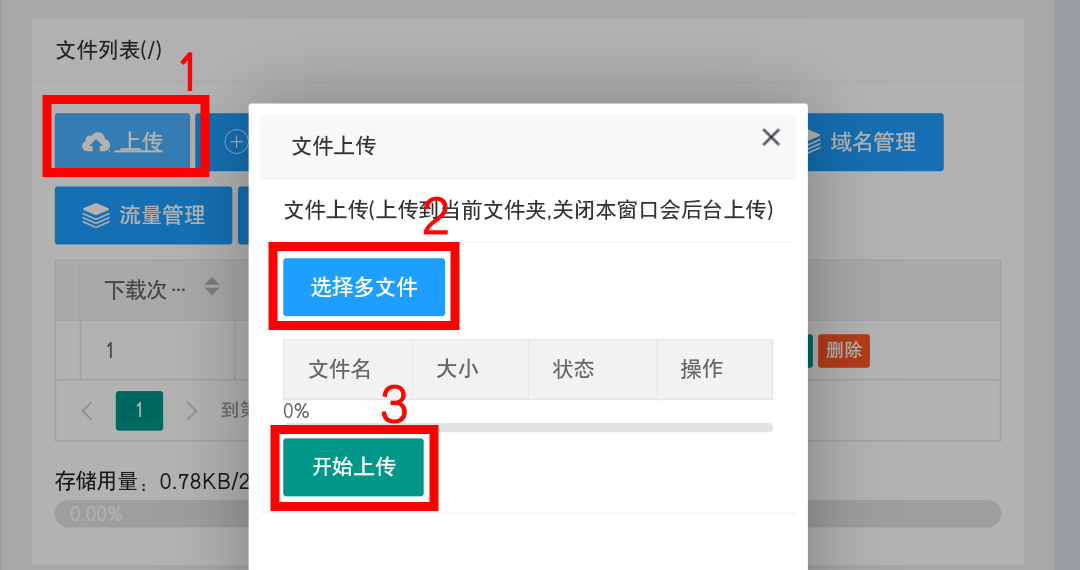 文件列表(/)
1
上传
域名管理
流量管理
文件上传
文件上传(上传到当前文件夹,关闭本窗口会后台上传)
2
选择多文件
下载次…
1
删除
文件名 大小 状态 操作
0%
3
1
到第
开始上传
存储用量：0.78KB/2
0.00%